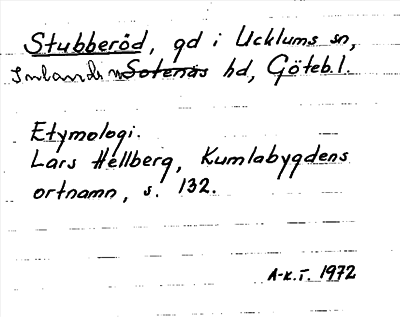 Stubberöd, gd i Ucklums sn,
Inlands n Sotenäs hd, Göteb.l.
Etymologi.
Lars Hellberg, Kumlabygdens
ortnamn, s. 132.
A-K.T. 1972